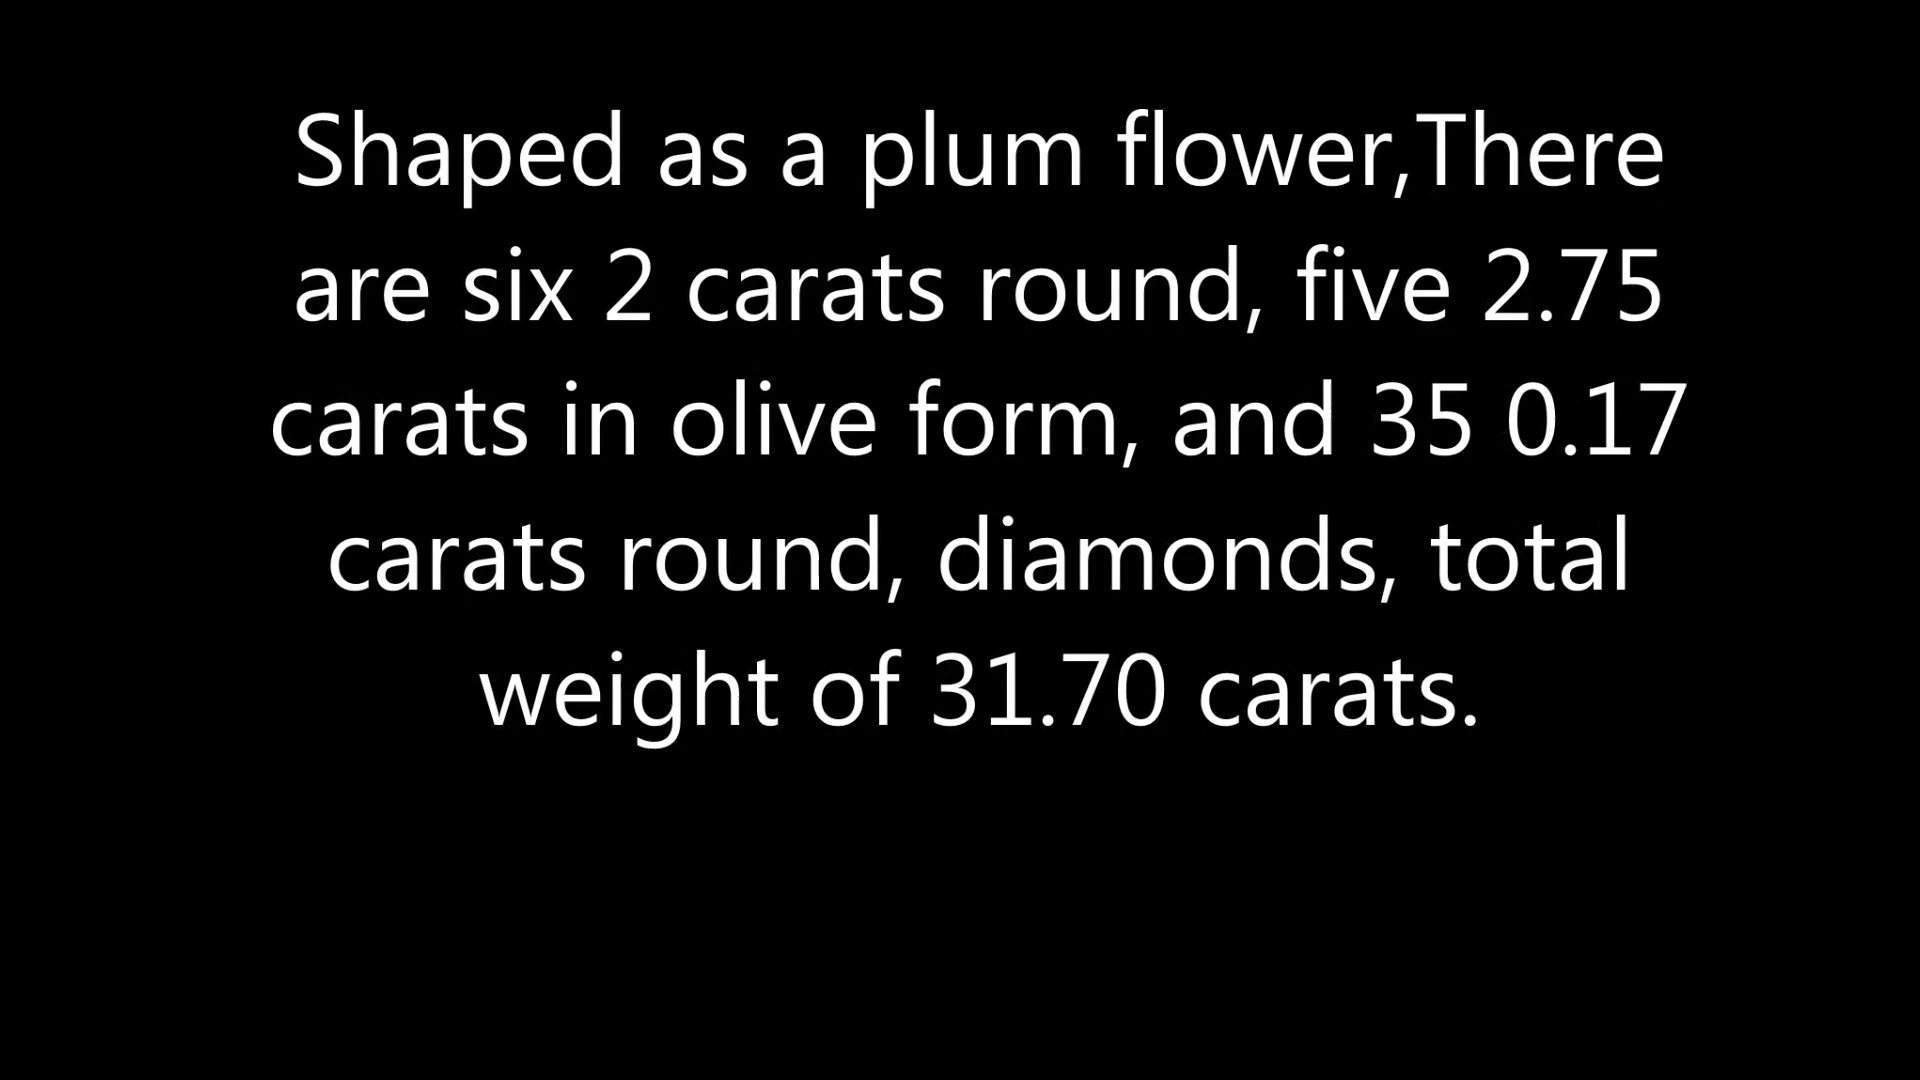 Shaped as a plum flower,There
are six 2 carats round, five 2.75
carats in olive form, and 35 0.17
carats round, diamonds, total
weight of 31.70 carats.